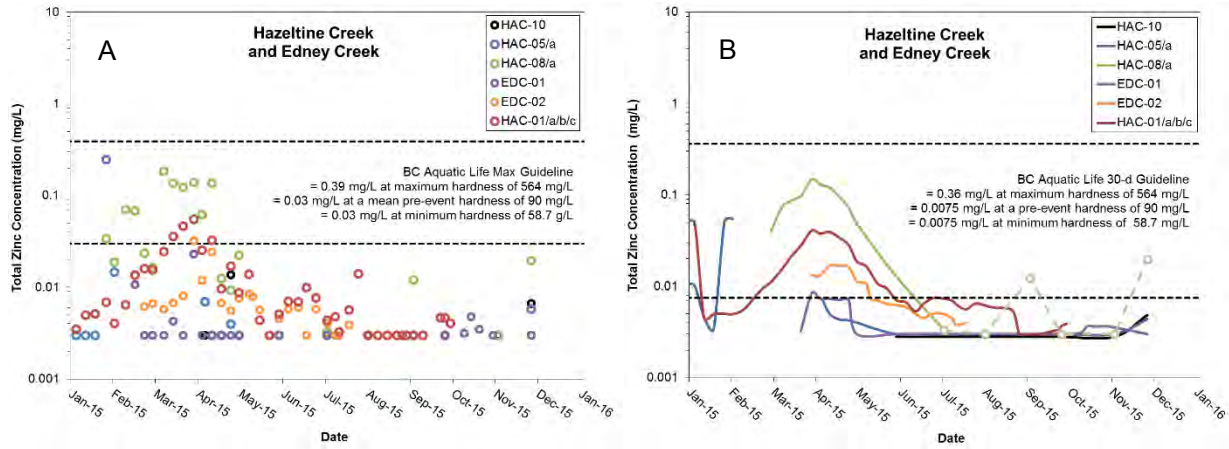 A
Hazeltine Creek
and Edney Creek
HAC-10
HAC-05/a
HAC-08/a
EDC-01
EDC-02
HAC-01/a/b/c
BC Aquatic Life Max Guideline
= 0.39 mg/L at maximum hardness of 564 mg/L
= 0.03 mg/L at a mean pre-event hardness of 90 mg/L
= 0.03 mg/L at minimum hardness of 58.7 g/L
Total Zinc Concentration (mg/L)
10
1
0.1
0.01
0.001
Jan-15
Feb-15
Mar-15
Apr-15
May-15
Jun-15
Jul-15
Aug-15
Sep-15
Oct-15
Nov-15
Dec-15
Jan-16
Date
B
Hazeltine Creek
and Edney Creek
HAC-10
HAC-05/a
HAC-08/a
EDC-01
EDC-02
HAC-01/a/b/c
BC Aquatic Life 30-d Guideline
= 0.36 mg/L at maximum hardness of 564 mg/L
= 0.0075 mg/L at a pre-event hardness of 90 mg/L
= 0.0075 mg/L at minimum hardness of 58.7 mg/L
Total Zinc Concentration (mg/L)
10
1
0.1
0.01
0.001
Jan-15
Feb-15
Mar-15
Apr-15
May-15
Jun-15
Jul-15
Aug-15
Sep-15
Oct-15
Nov-15
Dec-15
Jan-16
Date